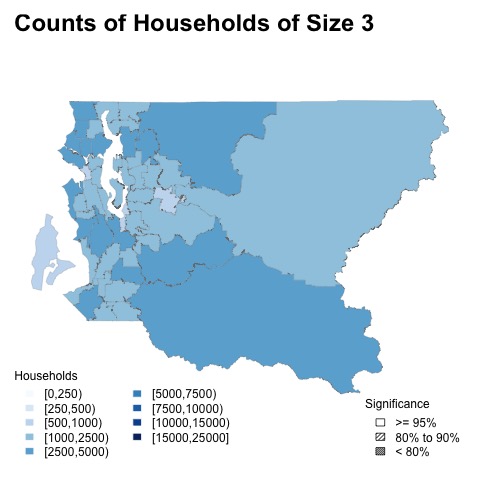 Counts of Households of Size 3
Households
[0,250)
[250,500)
[500,1000)
[1000,2500)
[2500,5000)
[5000,7500)
[7500,10000)
[10000,15000)
[15000,25000]
Significance
>= 95%
80% to 90%
< 80%